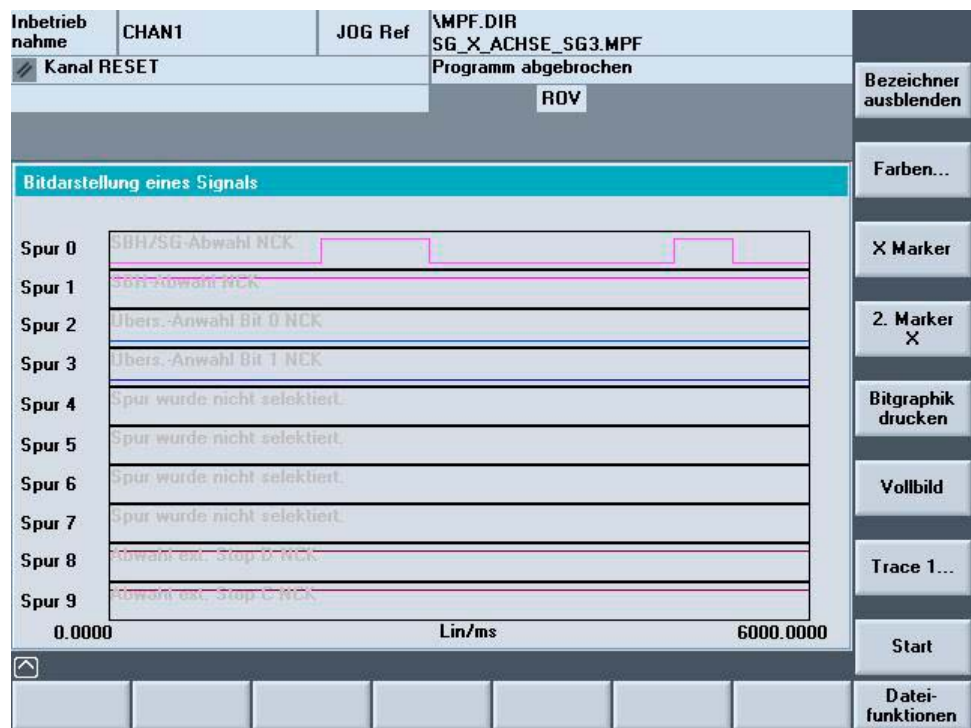 Inbetrieb
nahme
CHAN1
JOG Ref
\MPF.DIR
SG_X_ACHSE_SG3.MPF
Kanal RESET
Programm abgebrochen
ROV
Bitdarstellung eines Signals
Spur 0
SBH/SG-Abwahl NCK
Spur 1
SBH-Abwahl NCK
Spur 2
Übers.-Anwahl Bit 0 NCK
Spur 3
Übers.-Anwahl Bit 1 NCK
Spur 4
Spur wurde nicht selektiert.
Spur 5
Spur wurde nicht selektiert.
Spur 6
Spur wurde nicht selektiert.
Spur 7
Spur wurde nicht selektiert.
Spur 8
Abwahl ext. Stop D NCK
Spur 9
Abwahl ext. Stop C NCK
0.0000
Lin/ms
6000.0000
Bezeichner
ausblenden
Farben...
X Marker
2. Marker
X
Bitgraphik
drucken
Vollbild
Trace 1...
Start
Datei-
funktionen